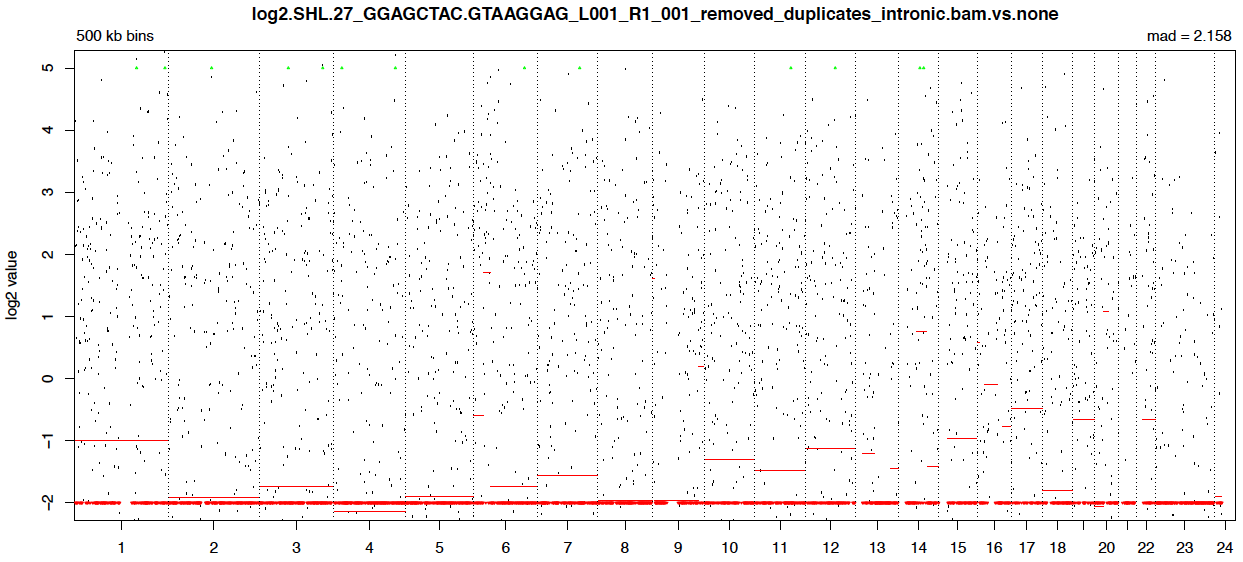 log2.SHL.27_GGAGCTAC.GTAAGGAG_L001_R1_001_removed_duplicates_intronic.bam.vs.none
500 kb bins
mad = 2.158
log2 value
5
4
3
2
1
0
−1
−2
1 2 3 4 5 6 7 8 9 10 11 12 13 14 15 16 17 18 20 22 23 24